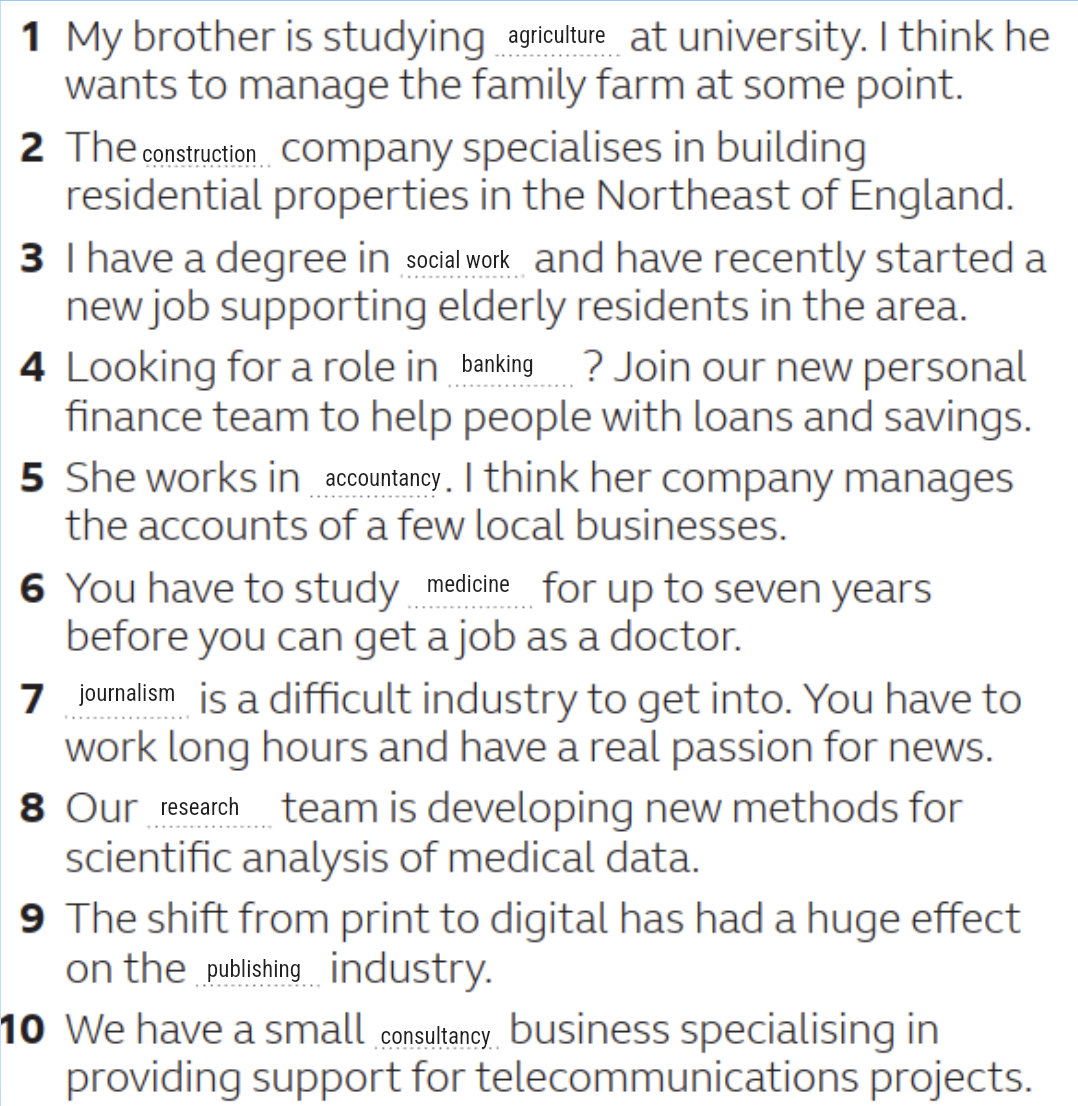 1 My brother is studying agriculture at university. I think he
wants to manage the family farm at some point.
2 The construction company specialises in building
residential properties in the Northeast of England.
3 I have a degree in social work and have recently started a
new job supporting elderly residents in the area.
4 Looking for a role in banking ? Join our new personal
finance team to help people with loans and savings.
5 She works in accountancy. I think her company manages
the accounts of a few local businesses.
6 You have to study medicine for up to seven years
before you can get a job as a doctor.
7 journalism is a difficult industry to get into. You have to
work long hours and have a real passion for news.
8 Our research team is developing new methods for
scientific analysis of medical data.
9 The shift from print to digital has had a huge effect
on the publishing industry.
10 We have a small consultancy business specialising in
providing support for telecommunications projects.